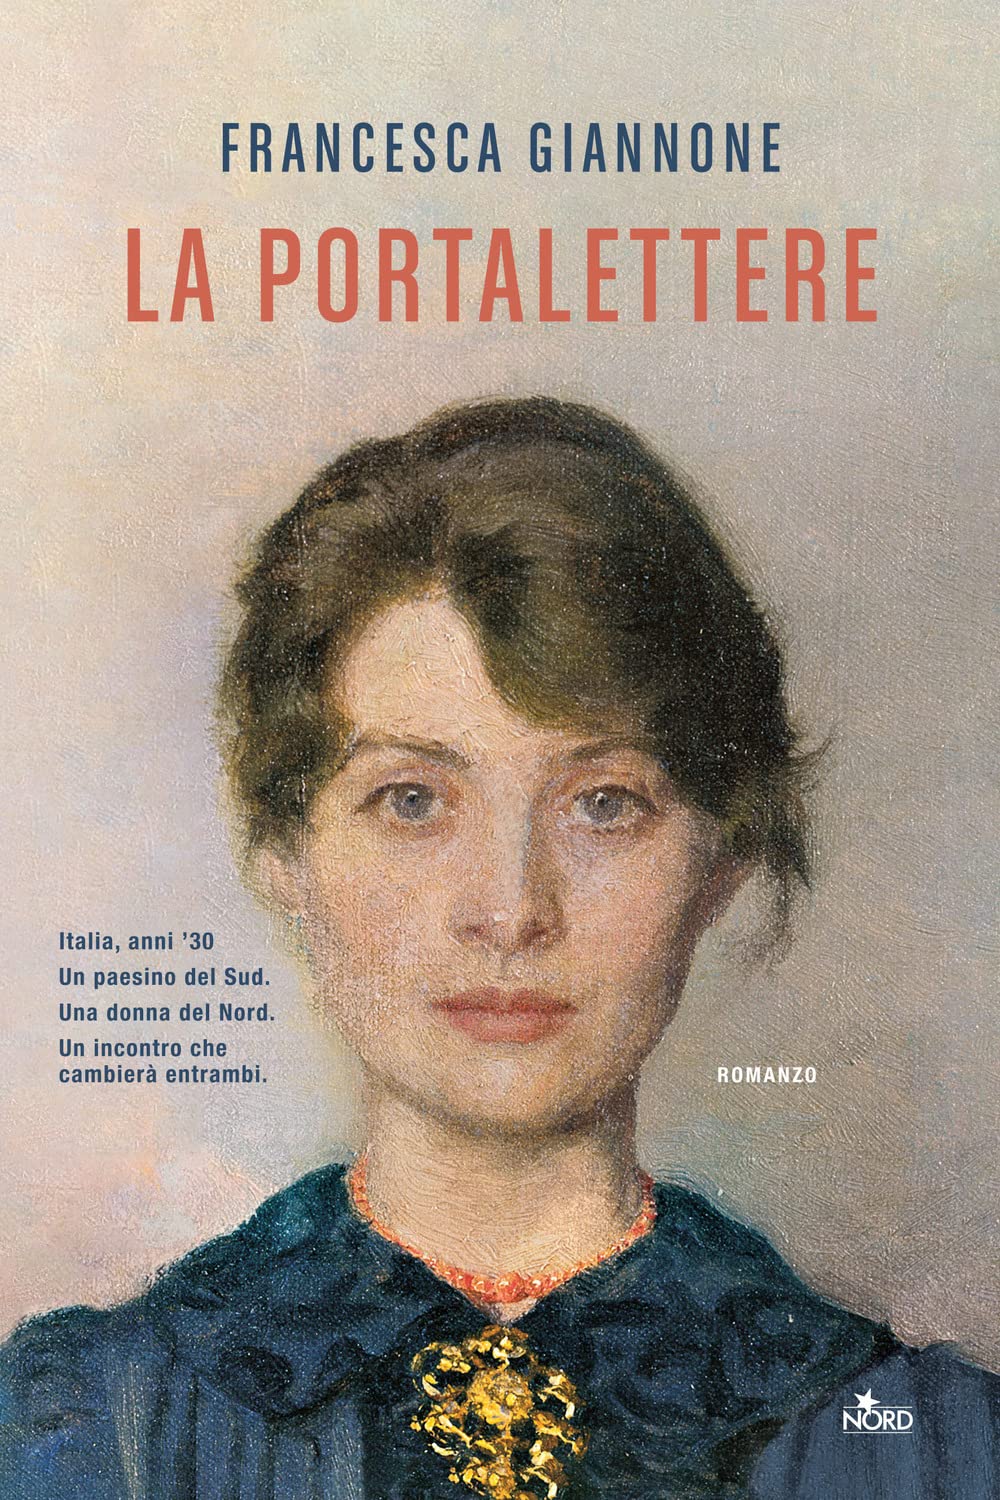 FRANCESCA GIANNONE
LA PORTALETTERE
Italia, anni ’30
Un paesino del Sud.
Una donna del Nord.
Un incontro che
cambierà entrambi.
ROMANZO
NORD